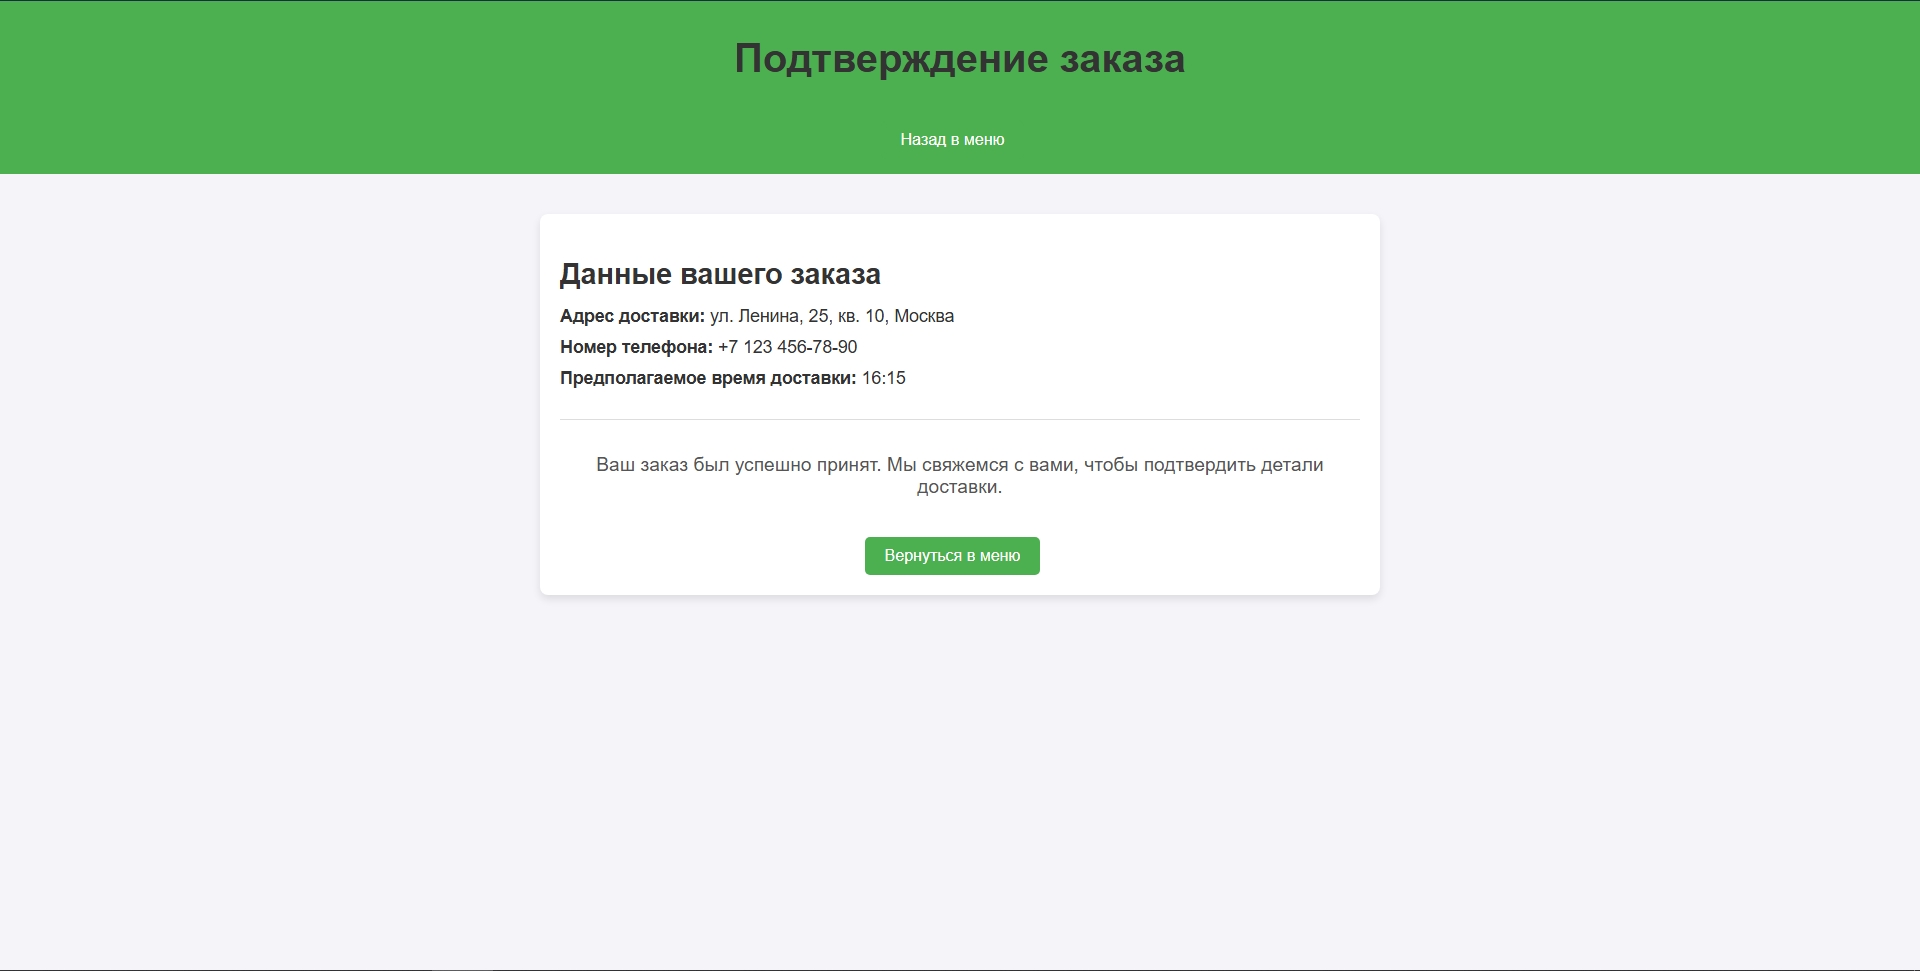 Подтверждение заказа
Назад в меню
Данные вашего заказа
Адрес доставки: ул. Ленина, 25, кв. 10, Москва
Номер телефона: +7 123 456-78-90
Предполагаемое время доставки: 16:15
Ваш заказ был успешно принят. Мы свяжемся с вами, чтобы подтвердить детали
доставки.
Вернуться в меню